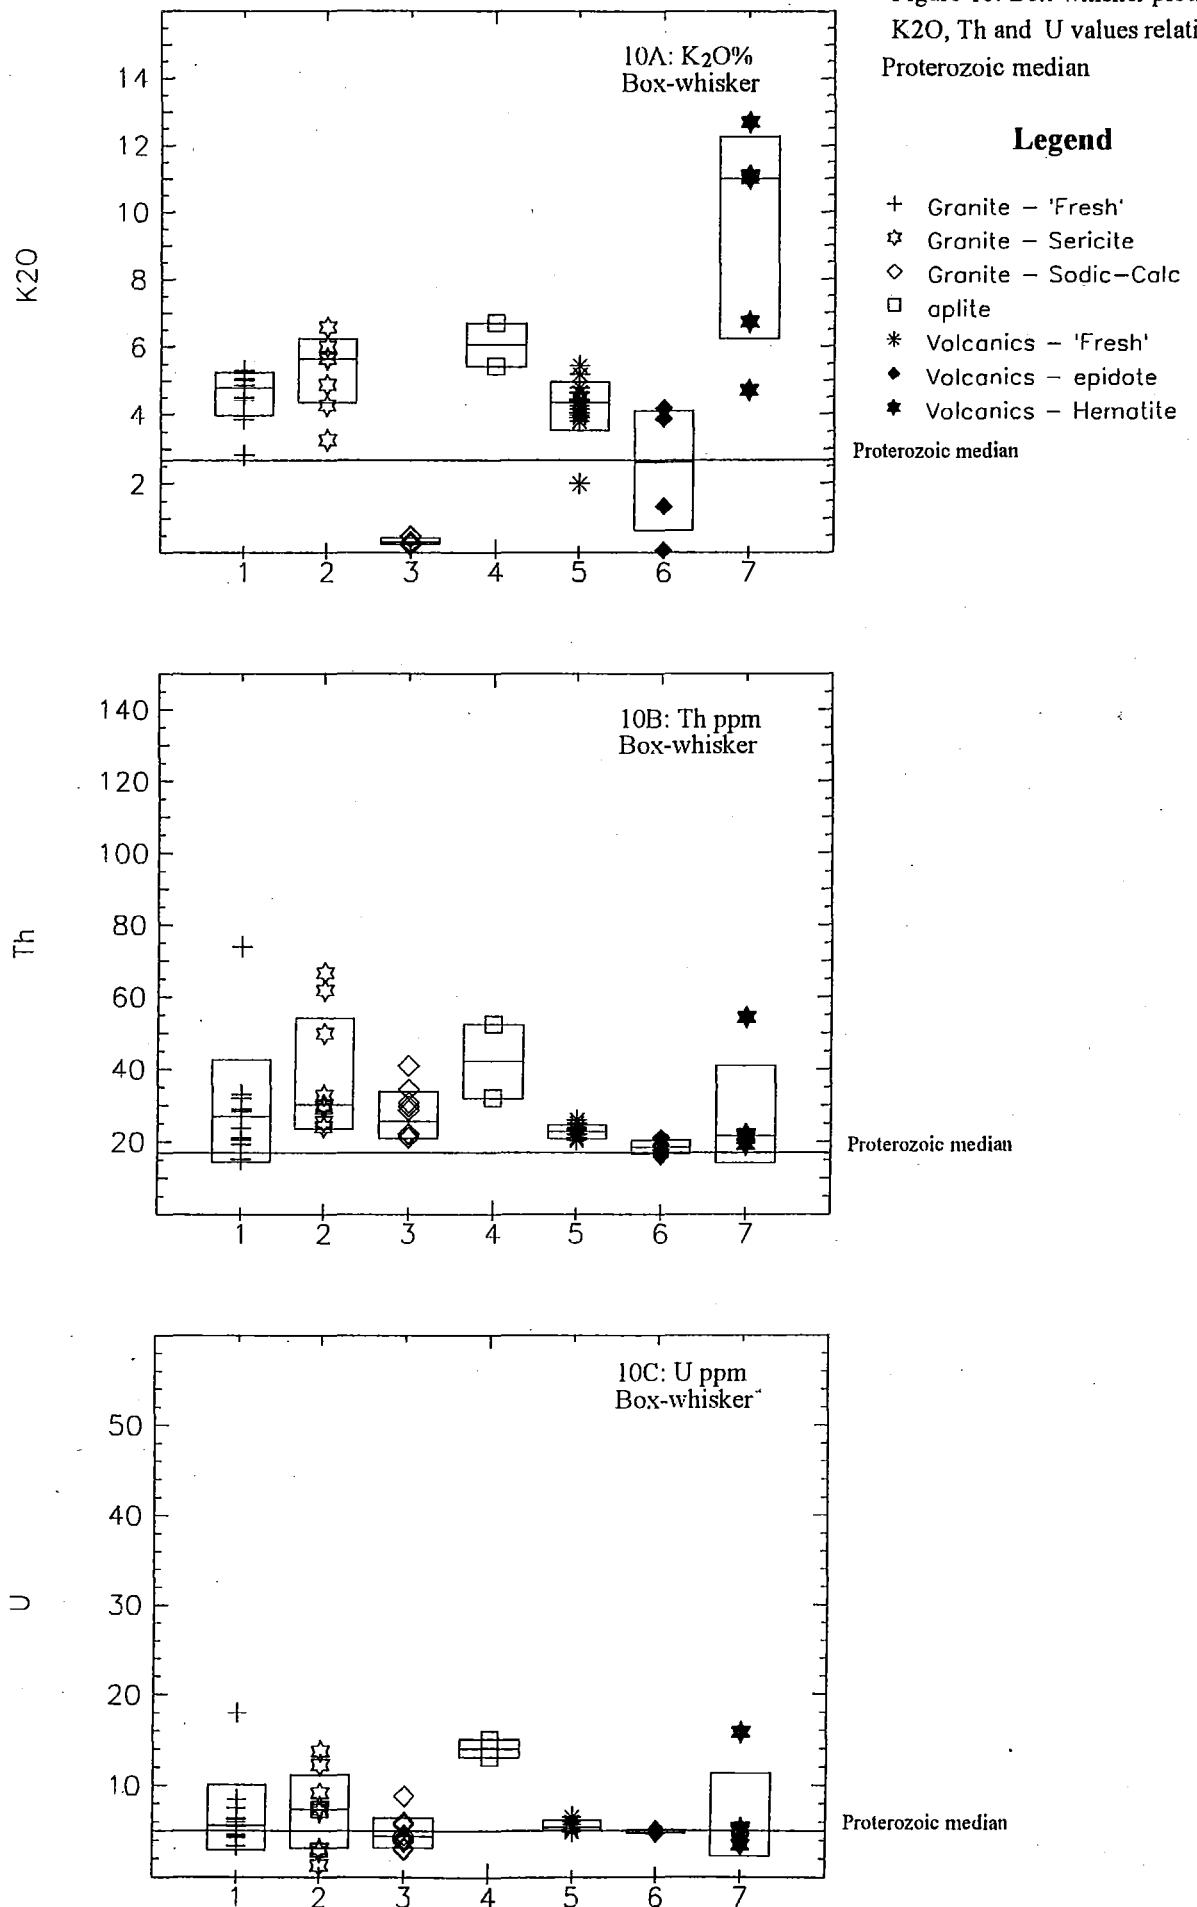 K2O, Th and U values relati
Proterozoic median
Legend
Granite – 'Fresh'
Granite – Sericite
Granite – Sodic–Calc
aplite
Volcanics – 'Fresh'
Volcanics – epidote
Volcanics – Hematite
10A: K₂O%
Box-whisker
K2O
14
12
10
8
6
4
2
Proterozoic median
1 2 3 4 5 6 7
10B: Th ppm
Box-whisker
Th
140
120
100
80
60
40
20
Proterozoic median
1 2 3 4 5 6 7
10C: U ppm
Box-whisker
U
50
40
30
20
10
Proterozoic median
1 2 3 4 5 6 7